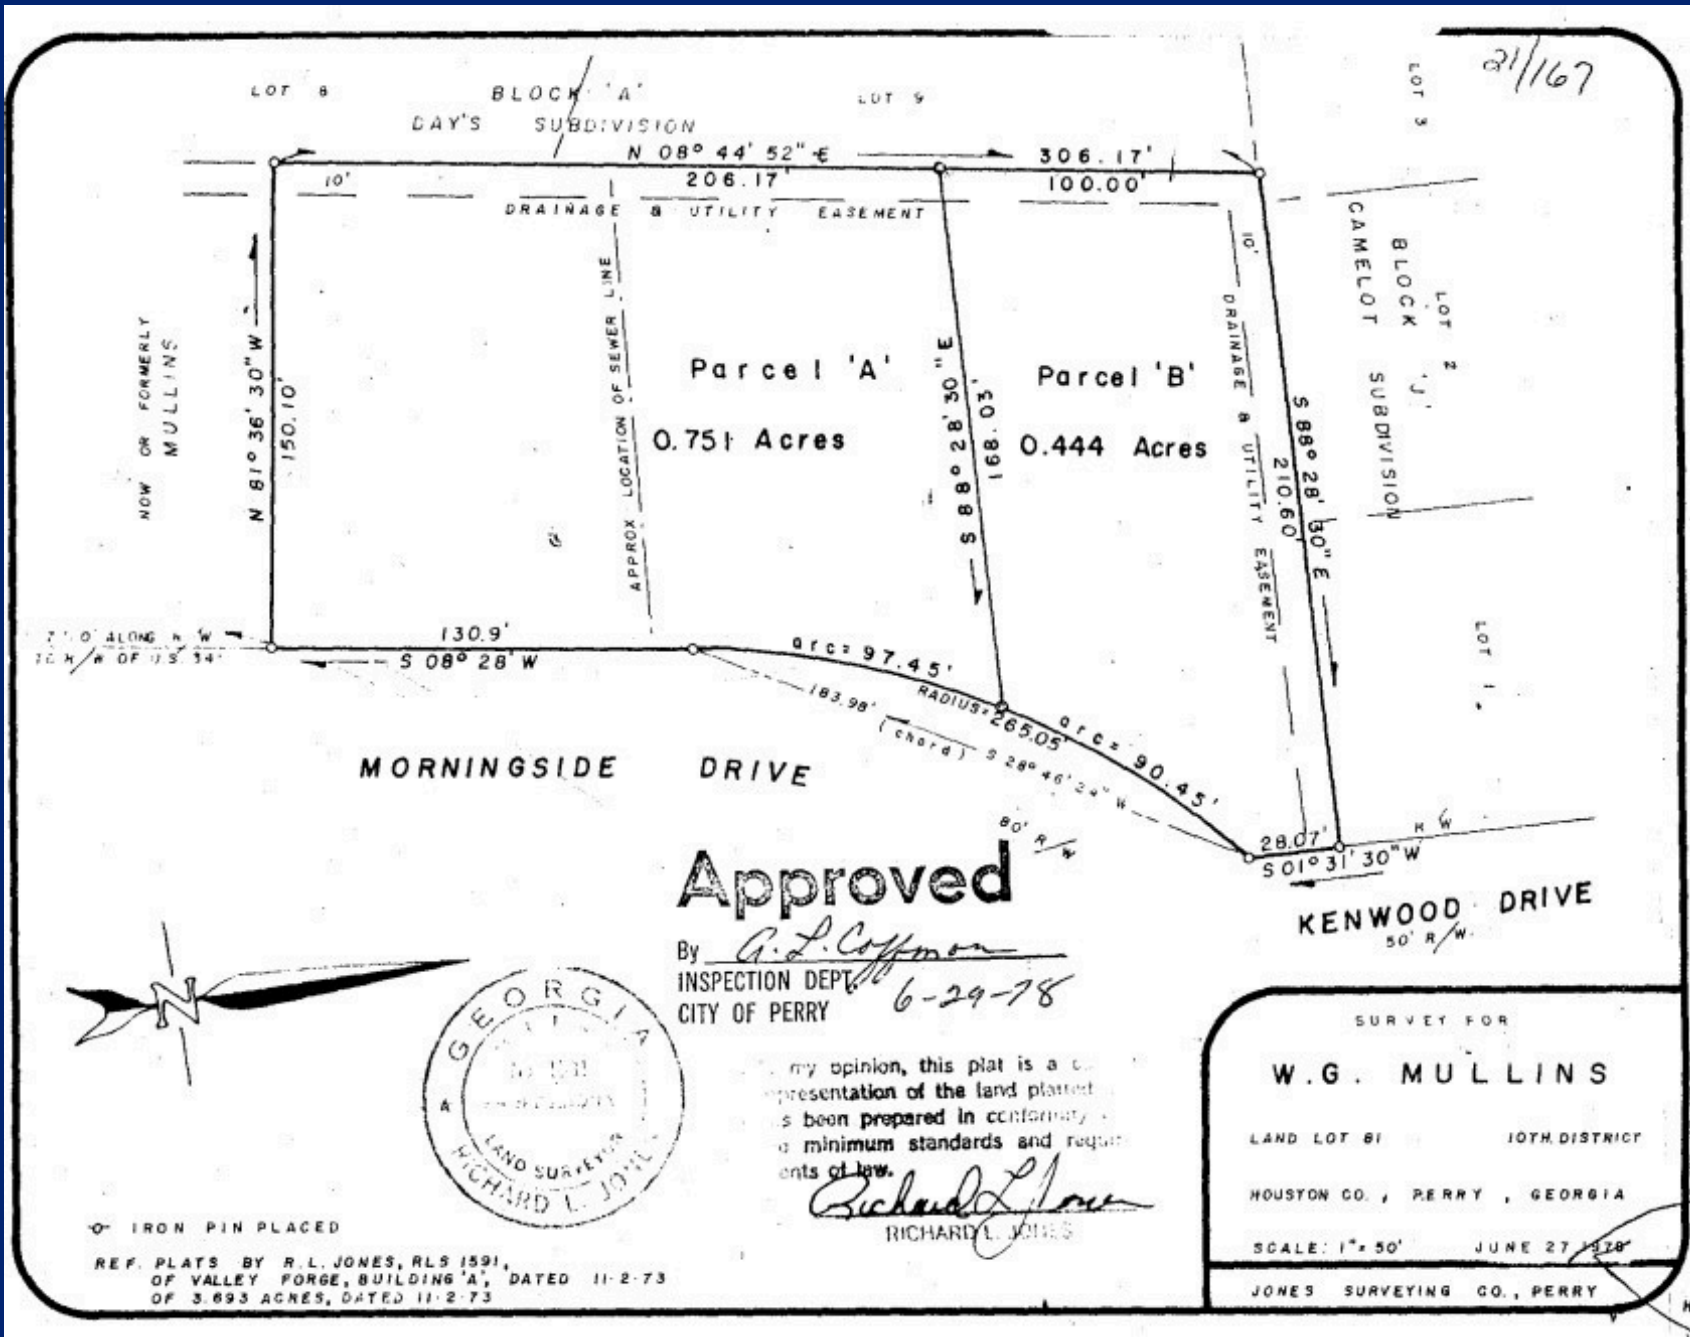 21/167
LOT 8
BLOCK 'A'
LOT 9
LOT 3
DAY'S SUBDIVISION
N 08° 44' 52" E
306.17'
10'
206.17'
100.00'
DRAINAGE & UTILITY EASEMENT
10'
CAMELOT SUBDIVISION
BLOCK 'J'
LOT 2
NOW OR FORMERLY
MULLINS
N 81° 36' 30" W
150.10'
APPROX LOCATION OF SEWER LINE
Parcel 'A'
0.751 Acres
S 88° 28' 30" E
168.03'
Parcel 'B'
0.444 Acres
DRAINAGE & UTILITY EASEMENT
S 88° 28' 30" E
210.60'
LOT 1
ALONG R/W
R/W OF U.S. 341
130.9'
S 08° 28' W
arc = 97.45'
RADIUS = 265.05'
183.98' (chord) S 28° 46' 24" W
arc = 90.45'
MORNINGSIDE DRIVE
80' R/W
28.07'
S 01° 31' 30" W
R/W
KENWOOD DRIVE
50' R/W
Approved
By A. L. Coffman
INSPECTION DEPT.
CITY OF PERRY
6-29-78
N
GEORGIA
LAND SURVEYOR
RICHARD L. JONES
my opinion, this plat is a
presentation of the land platted
s been prepared in conformity
minimum standards and
ents of law.
Richard L. Jones
RICHARD L. JONES
-o- IRON PIN PLACED
REF. PLATS BY R.L. JONES, RLS 1591,
OF VALLEY FORGE, BUILDING 'A', DATED 11-2-73
OF 3.693 ACRES, DATED 11-2-73
SURVEY FOR
W.G. MULLINS
LAND LOT 81 10TH. DISTRICT
HOUSTON CO., PERRY, GEORGIA
SCALE: 1" = 50' JUNE 27, 1978
JONES SURVEYING CO., PERRY